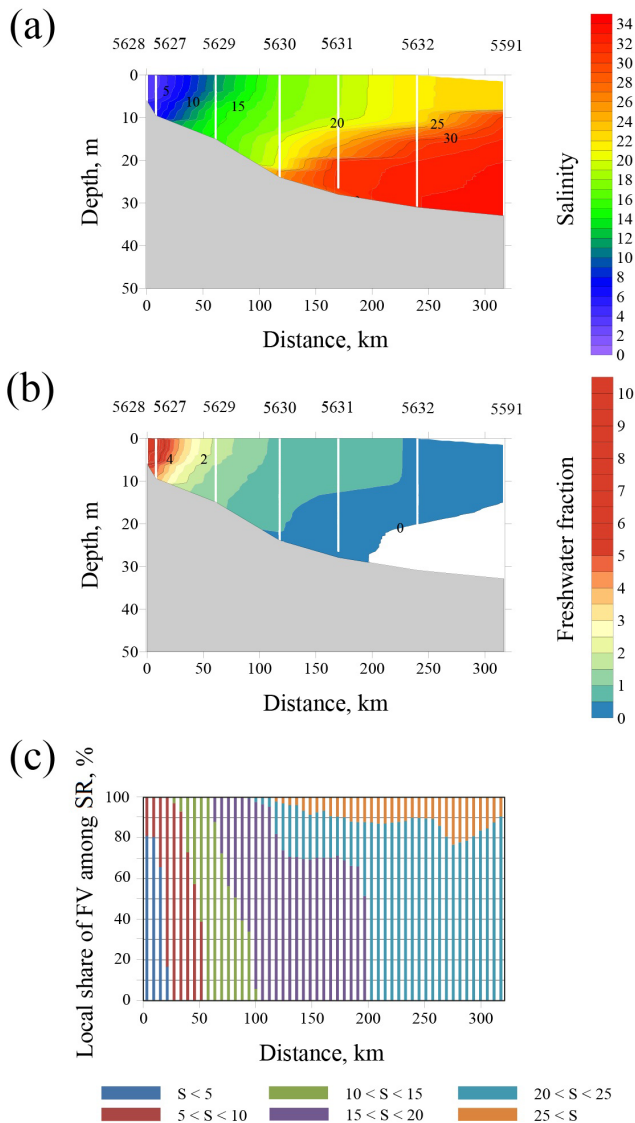 (a)
5628 5627 5629 5630 5631 5632 5591
0
10
20
30
40
50
Depth, m
5 10 15 20 25 30
0 50 100 150 200 250 300
Distance, km
34
32
30
28
26
24
22
20
18
16
14
12
10
8
6
4
2
0
Salinity
(b)
5628 5627 5629 5630 5631 5632 5591
0
10
20
30
40
50
Depth, m
4 2 0
0 50 100 150 200 250 300
Distance, km
10
9
8
7
6
5
4
3
2
1
0
Freshwater fraction
(c)
Local share of FV among SR, %
100
80
60
40
20
0
0 50 100 150 200 250 300
Distance, km
S < 5 10 < S < 15 20 < S < 25
5 < S < 10 15 < S < 20 25 < S